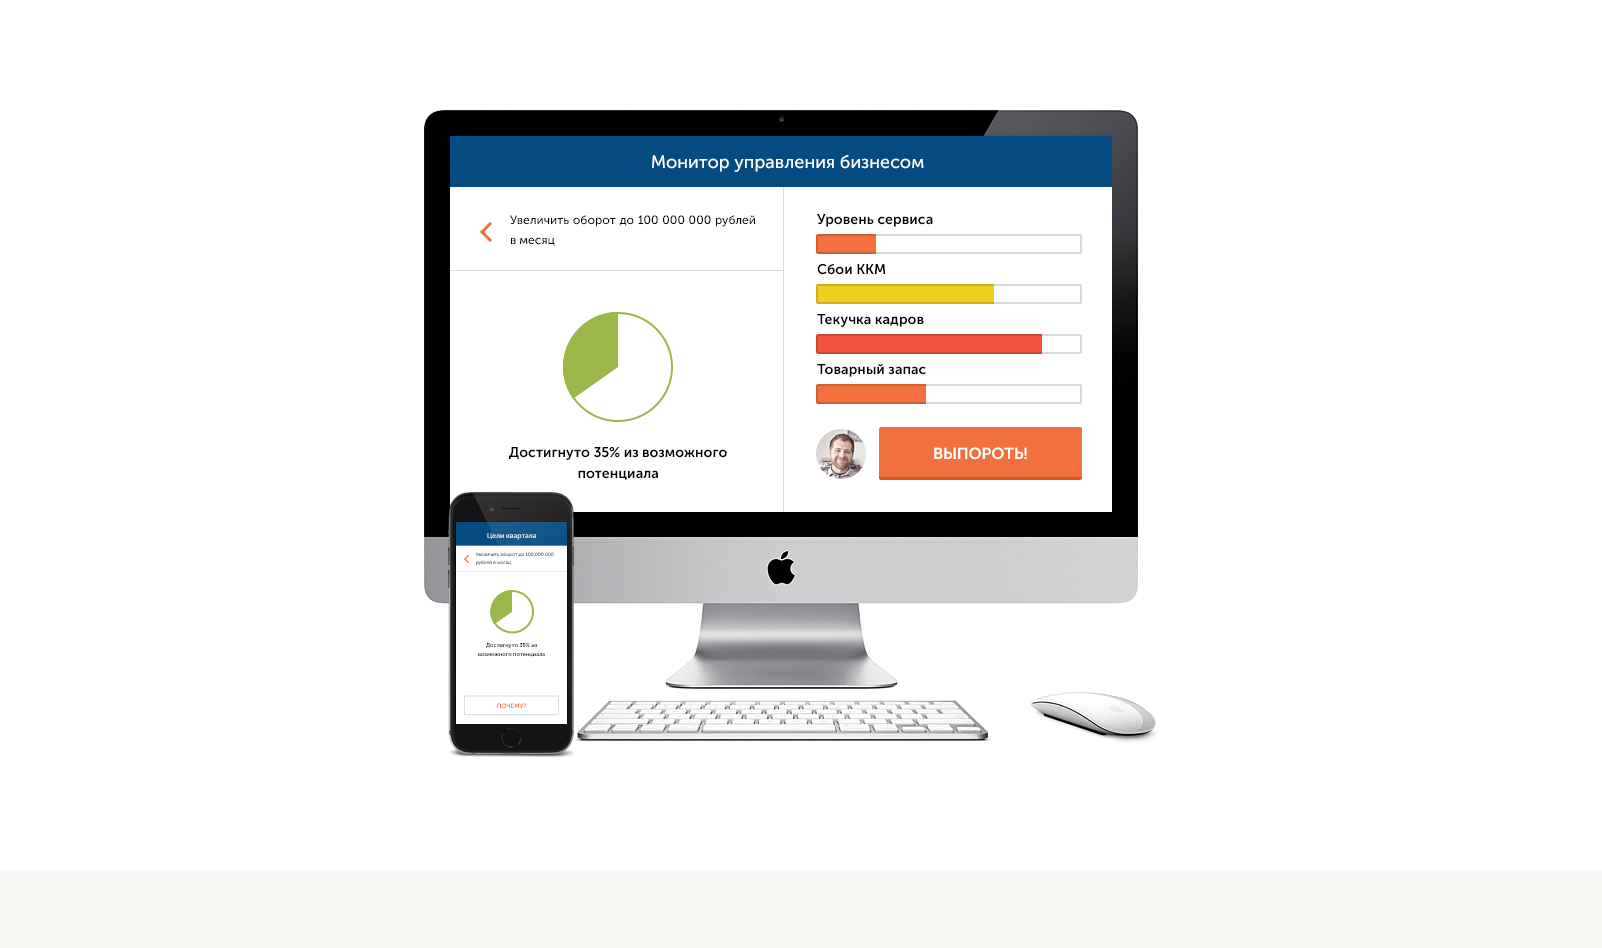 Монитор управления бизнесом
Увеличить оборот до 100 000 000 рублей
в месяц
Достигнуто 35% из возможного
потенциала
Уровень сервиса
Сбои ККМ
Текучка кадров
Товарный запас
ВЫПОРОТЬ!
Цели квартала
Увеличить оборот до 100 000 000
рублей в месяц
Достигнуто 35% из
возможного потенциала
ПОЧЕМУ?